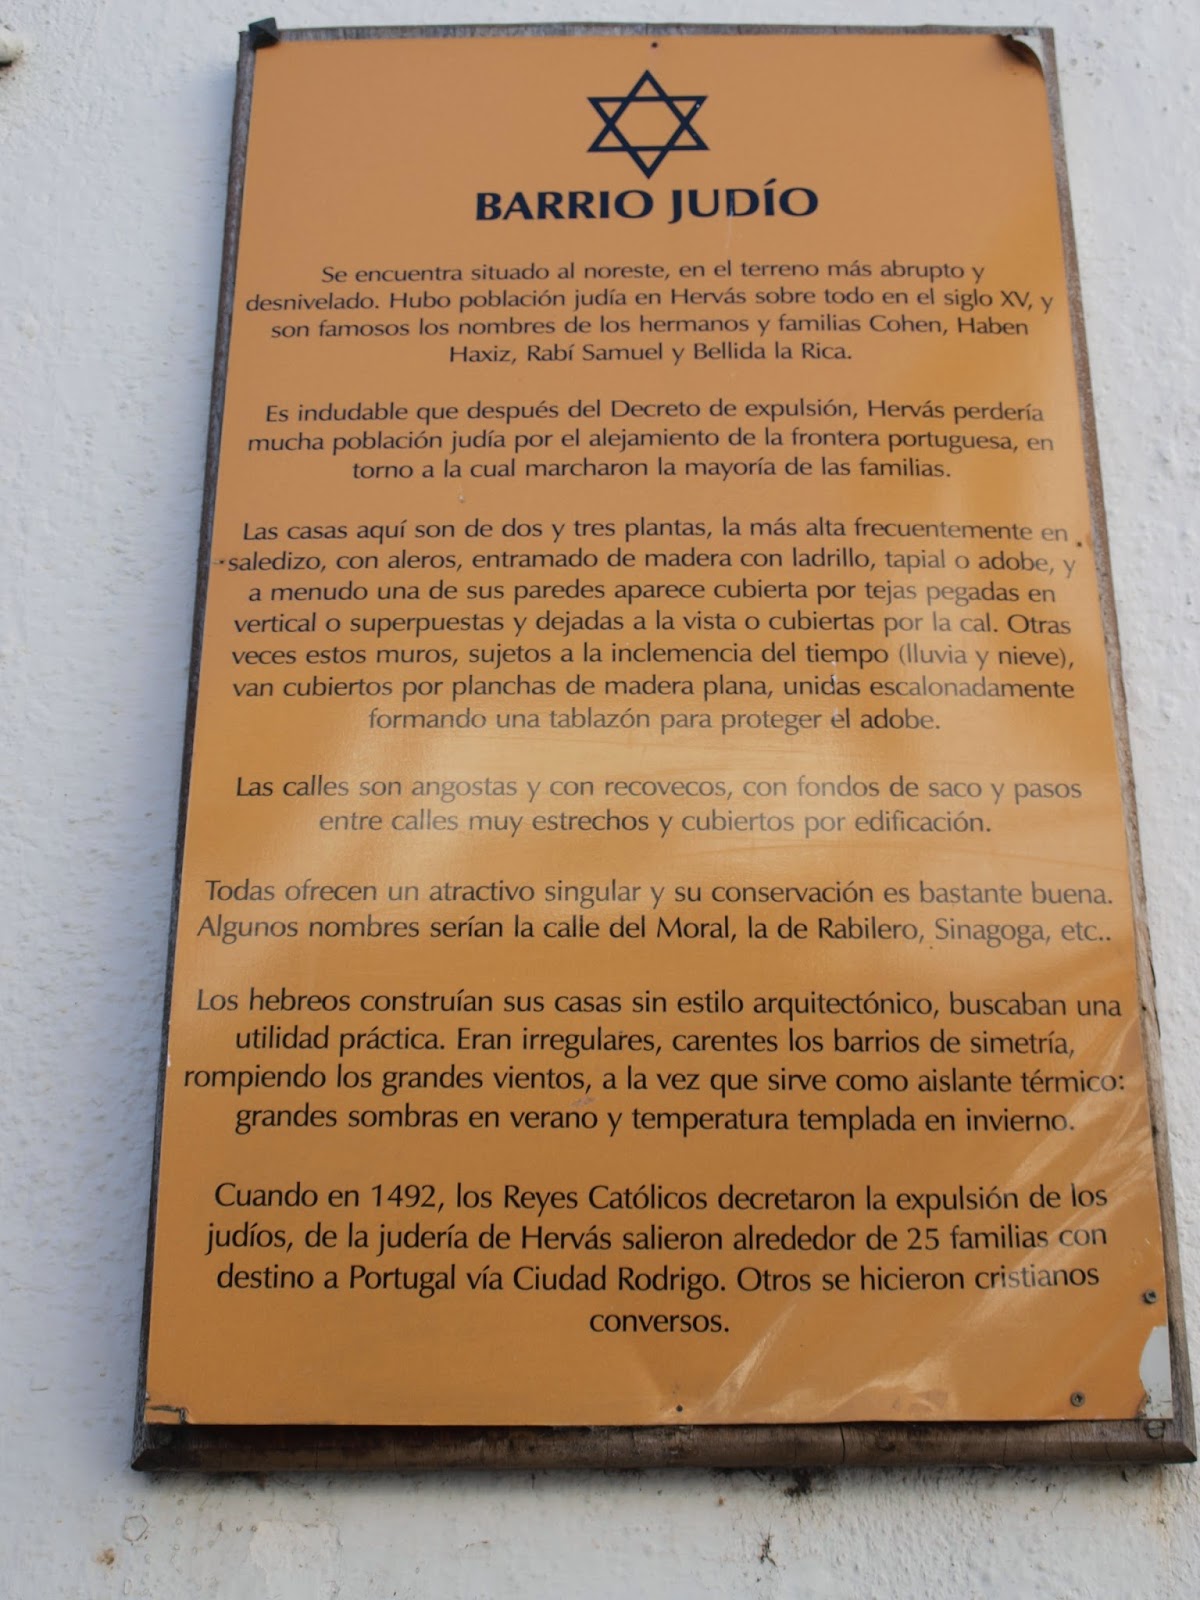 BARRIO JUDÍO
Se encuentra situado al noreste, en el terreno más abrupto y
desnivelado. Hubo población judía en Hervás sobre todo en el siglo XV, y
son famosos los nombres de los hermanos y familias Cohen, Haben
Haxiz, Rabí Samuel y Bellida la Rica.
Es indudable que después del Decreto de expulsión, Hervás perdería
mucha población judía por el alejamiento de la frontera portuguesa, en
torno a la cual marcharon la mayoría de las familias.
Las casas aquí son de dos y tres plantas, la más alta frecuentemente en
saledizo, con aleros, entramado de madera con ladrillo, tapial o adobe, y
a menudo una de sus paredes aparece cubierta por tejas pegadas en
vertical o superpuestas y dejadas a la vista o cubiertas por la cal. Otras
veces estos muros, sujetos a la inclemencia del tiempo (lluvia y nieve),
van cubiertos por planchas de madera plana, unidas escalonadamente
formando una tablazón para proteger el adobe.
Las calles son angostas y con recovecos, con fondos de saco y pasos
entre calles muy estrechos y cubiertos por edificación.
Todas ofrecen un atractivo singular y su conservación es bastante buena.
Algunos nombres serían la calle del Moral, la de Rabilero, Sinagoga, etc..
Los hebreos construían sus casas sin estilo arquitectónico, buscaban una
utilidad práctica. Eran irregulares, carentes los barrios de simetría,
rompiendo los grandes vientos, a la vez que sirve como aislante térmico:
grandes sombras en verano y temperatura templada en invierno.
Cuando en 1492, los Reyes Católicos decretaron la expulsión de los
judíos, de la judería de Hervás salieron alrededor de 25 familias con
destino a Portugal vía Ciudad Rodrigo. Otros se hicieron cristianos
conversos.